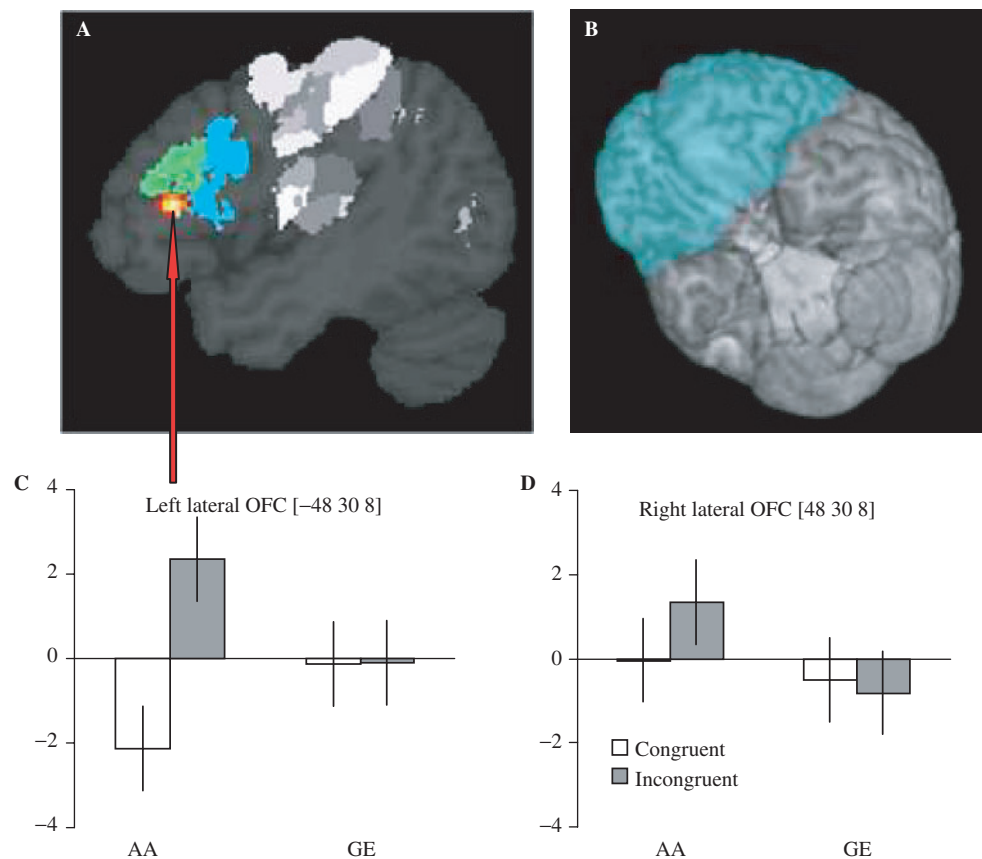 A
B
C
Left lateral OFC [−48 30 8]
4
2
0
−2
−4
AA
GE
D
Right lateral OFC [48 30 8]
4
2
0
−2
−4
Congruent
Incongruent
AA
GE